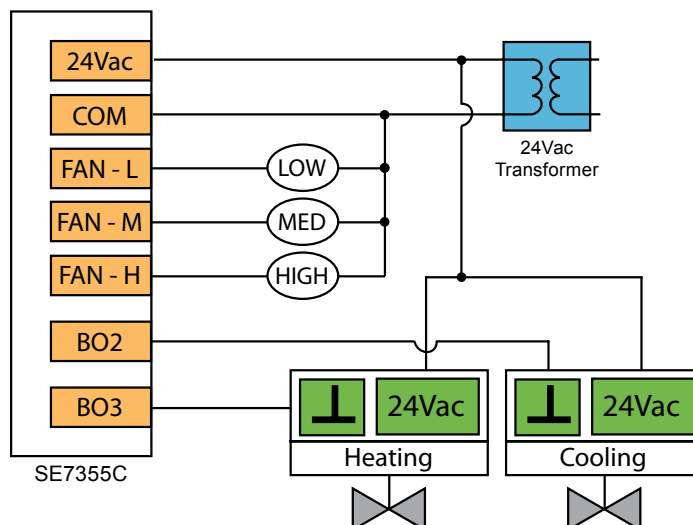 24Vac
COM
FAN - L
LOW
24Vac
Transformer
FAN - M
MED
FAN - H
HIGH
BO2
BO3
24Vac
24Vac
Heating
Cooling
SE7355C